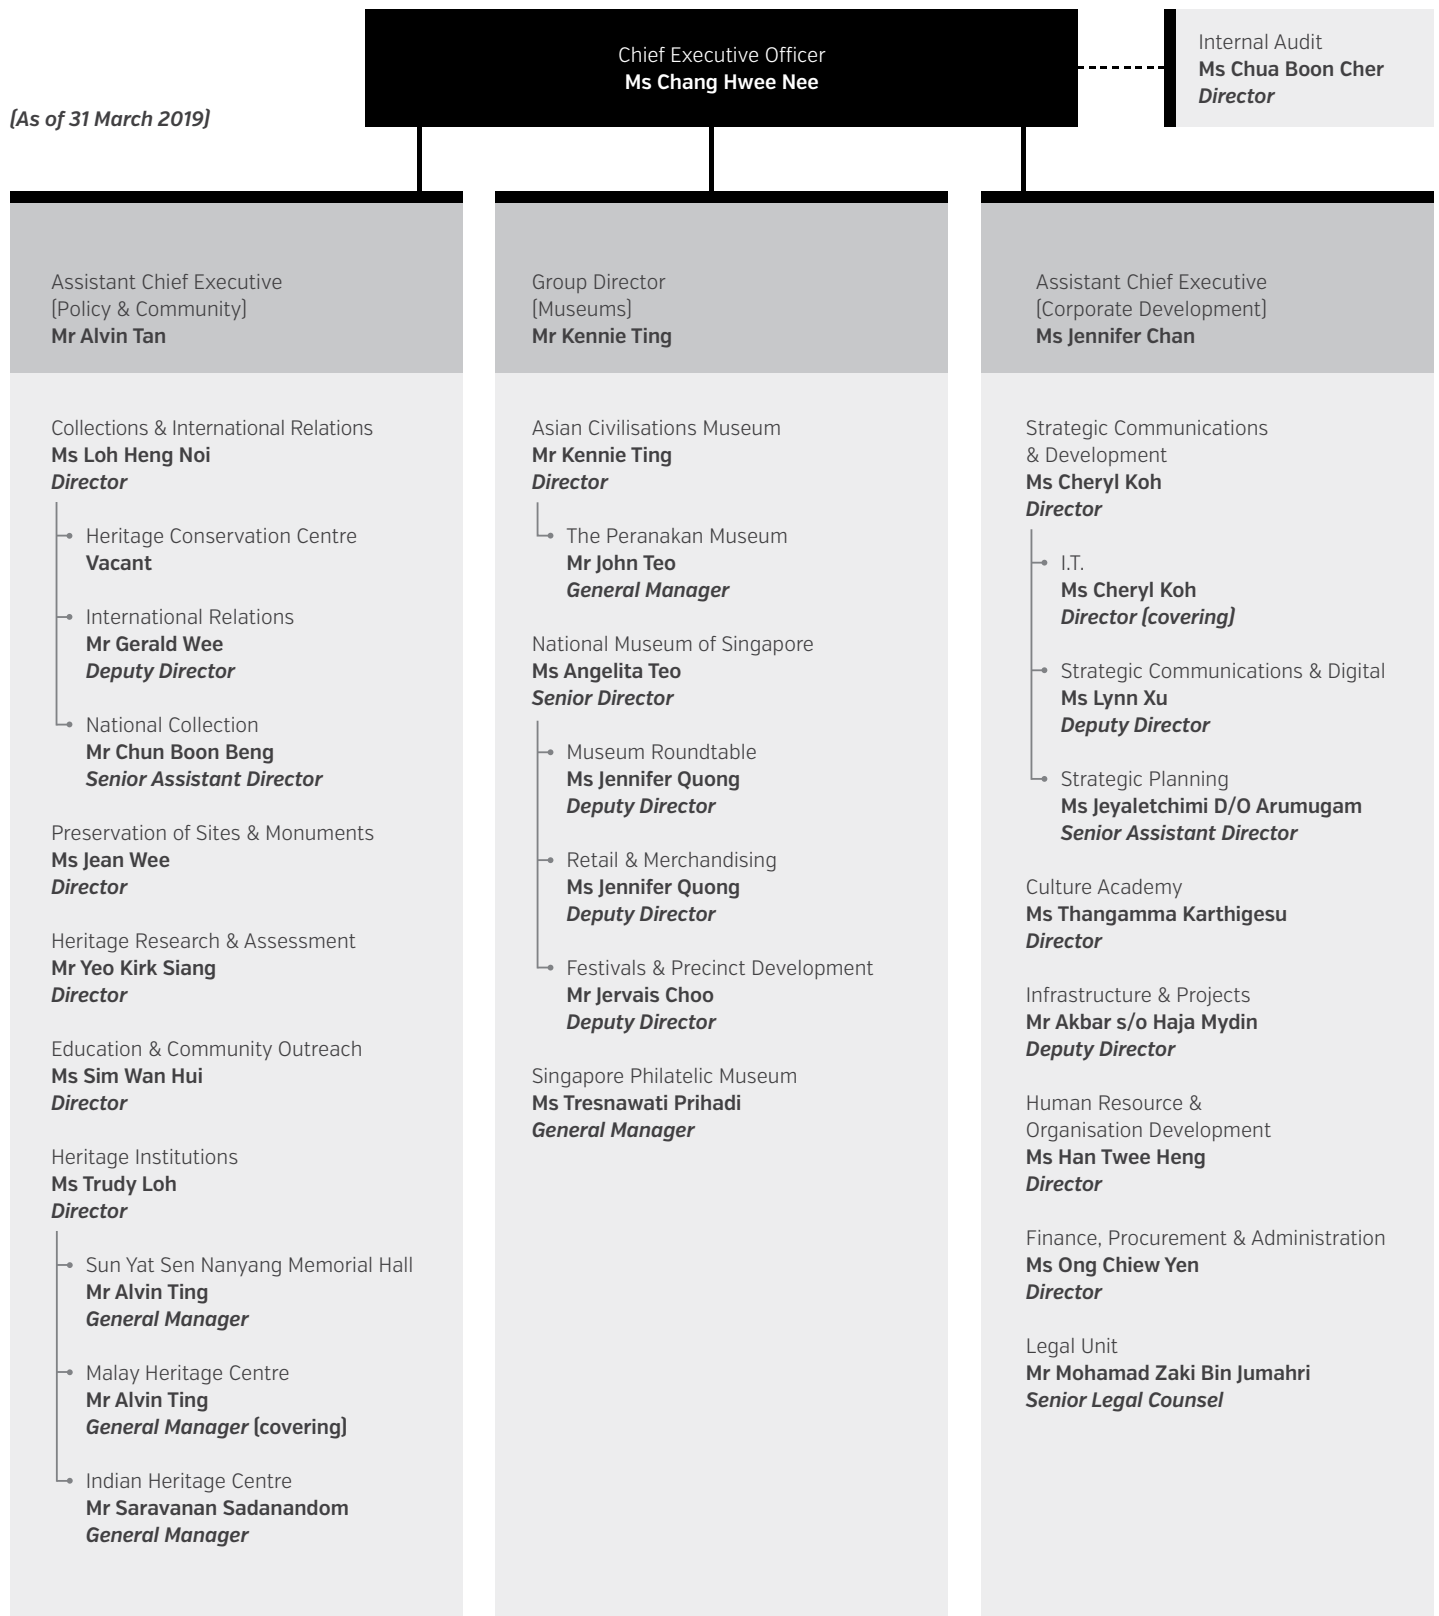 Chief Executive Officer
Ms Chang Hwee Nee
Internal Audit
Ms Chua Boon Cher
Director
(As of 31 March 2019)
Assistant Chief Executive
(Policy & Community)
Mr Alvin Tan
Collections & International Relations
Ms Loh Heng Noi
Director
Heritage Conservation Centre
Vacant
International Relations
Mr Gerald Wee
Deputy Director
National Collection
Mr Chun Boon Beng
Senior Assistant Director
Preservation of Sites & Monuments
Ms Jean Wee
Director
Heritage Research & Assessment
Mr Yeo Kirk Siang
Director
Education & Community Outreach
Ms Sim Wan Hui
Director
Heritage Institutions
Ms Trudy Loh
Director
Sun Yat Sen Nanyang Memorial Hall
Mr Alvin Ting
General Manager
Malay Heritage Centre
Mr Alvin Ting
General Manager (covering)
Indian Heritage Centre
Mr Saravanan Sadanandom
General Manager
Group Director
(Museums)
Mr Kennie Ting
Asian Civilisations Museum
Mr Kennie Ting
Director
The Peranakan Museum
Mr John Teo
General Manager
National Museum of Singapore
Ms Angelita Teo
Senior Director
Museum Roundtable
Ms Jennifer Quong
Deputy Director
Retail & Merchandising
Ms Jennifer Quong
Deputy Director
Festivals & Precinct Development
Mr Jervais Choo
Deputy Director
Singapore Philatelic Museum
Ms Tresnawati Prihadi
General Manager
Assistant Chief Executive
(Corporate Development)
Ms Jennifer Chan
Strategic Communications
& Development
Ms Cheryl Koh
Director
I.T.
Ms Cheryl Koh
Director (covering)
Strategic Communications & Digital
Ms Lynn Xu
Deputy Director
Strategic Planning
Ms Jeyaletchimi D/O Arumugam
Senior Assistant Director
Culture Academy
Ms Thangamma Karthigesu
Director
Infrastructure & Projects
Mr Akbar s/o Haja Mydin
Deputy Director
Human Resource &
Organisation Development
Ms Han Twee Heng
Director
Finance, Procurement & Administration
Ms Ong Chiew Yen
Director
Legal Unit
Mr Mohamad Zaki Bin Jumahri
Senior Legal Counsel